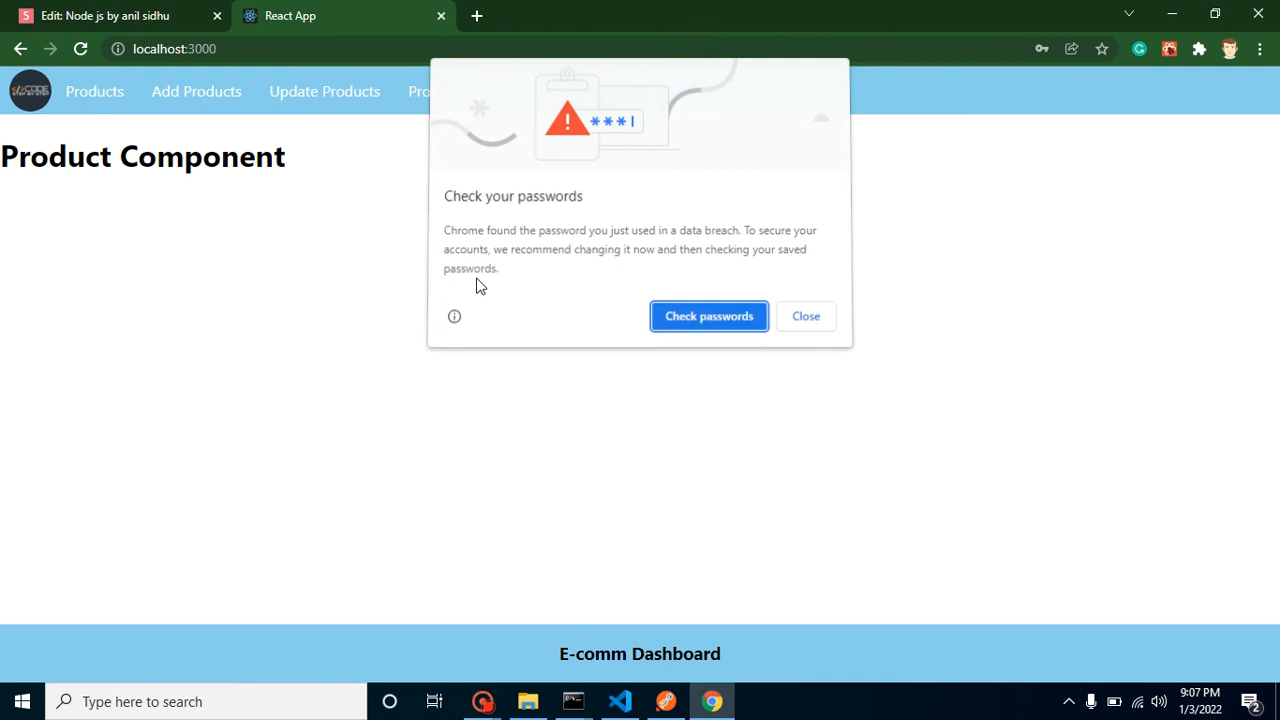 Edit: Node js by anil sidhu
React App
localhost:3000
Products Add Products Update Products Pro
Product Component
***
Check your passwords
Chrome found the password you just used in a data breach. To secure your
accounts, we recommend changing it now and then checking your saved
passwords.
Check passwords Close
E-comm Dashboard
Type here to search
9:07 PM
1/3/2022
2